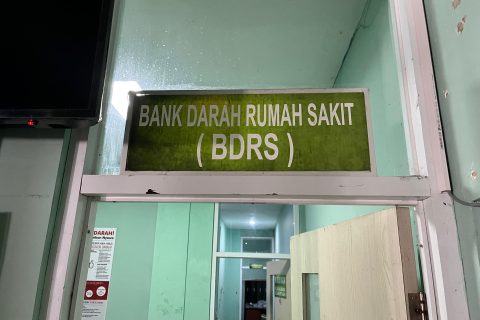 BANK DARAH RUMAH SAKIT
( BDRS )
DARAH!